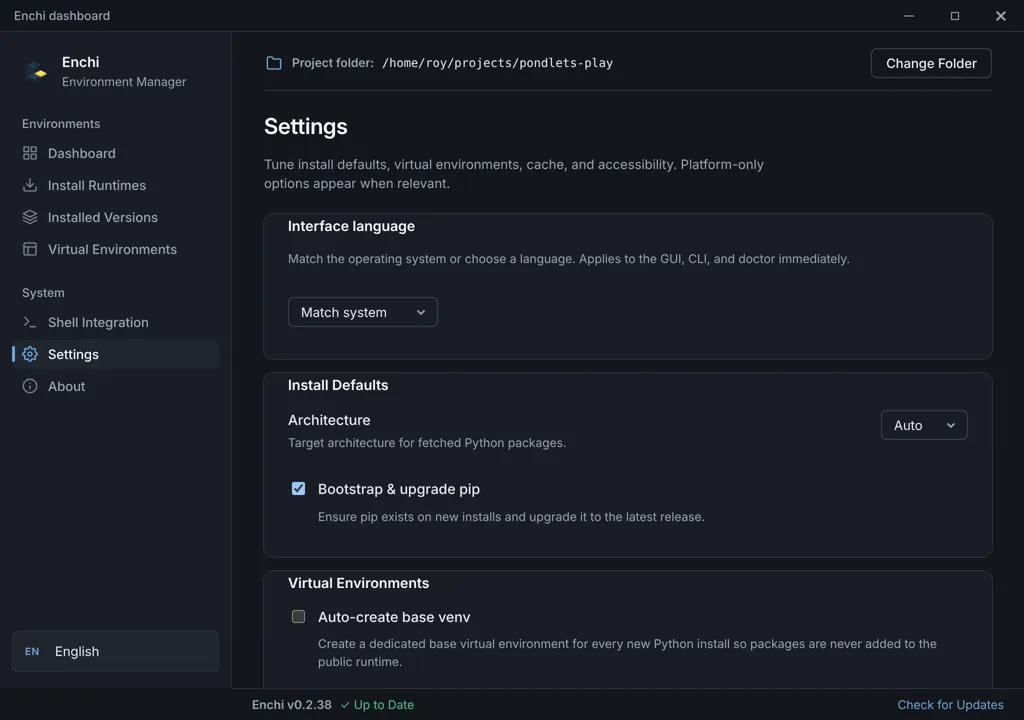 Enchi dashboard
Enchi
Environment Manager
Environments
Dashboard
Install Runtimes
Installed Versions
Virtual Environments
System
Shell Integration
Settings
About
EN English
Project folder: /home/roy/projects/pondlets-play
Change Folder
Settings
Tune install defaults, virtual environments, cache, and accessibility. Platform-only
options appear when relevant.
Interface language
Match the operating system or choose a language. Applies to the GUI, CLI, and doctor immediately.
Match system
Install Defaults
Architecture
Target architecture for fetched Python packages.
Auto
Bootstrap & upgrade pip
Ensure pip exists on new installs and upgrade it to the latest release.
Virtual Environments
Auto-create base venv
Create a dedicated base virtual environment for every new Python install so packages are never added to the
public runtime.
Enchi v0.2.38 ✓ Up to Date
Check for Updates